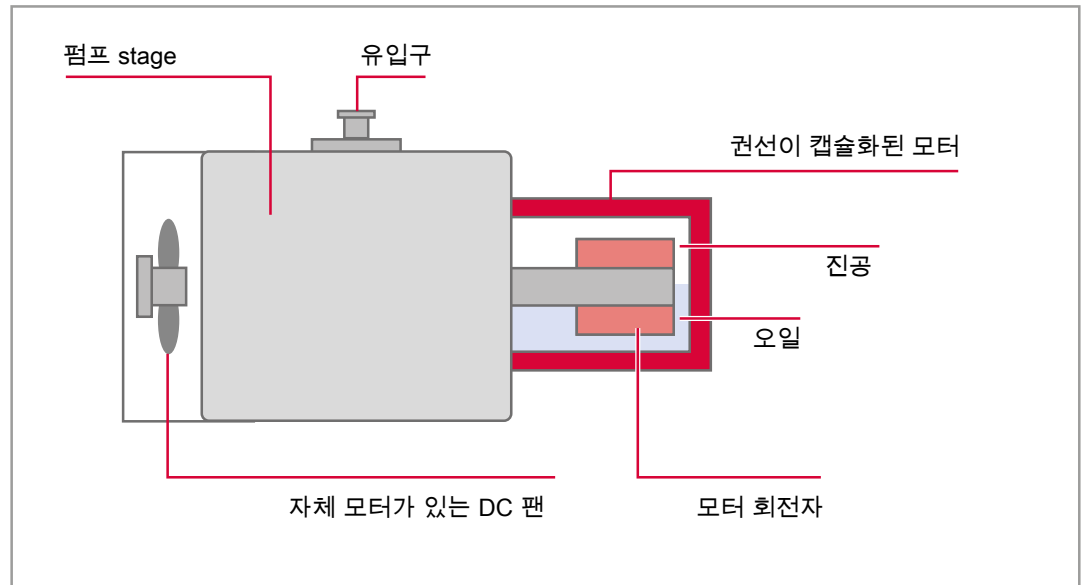 펌프 stage
유입구
권선이 캡슐화된 모터
진공
오일
자체 모터가 있는 DC 팬
모터 회전자